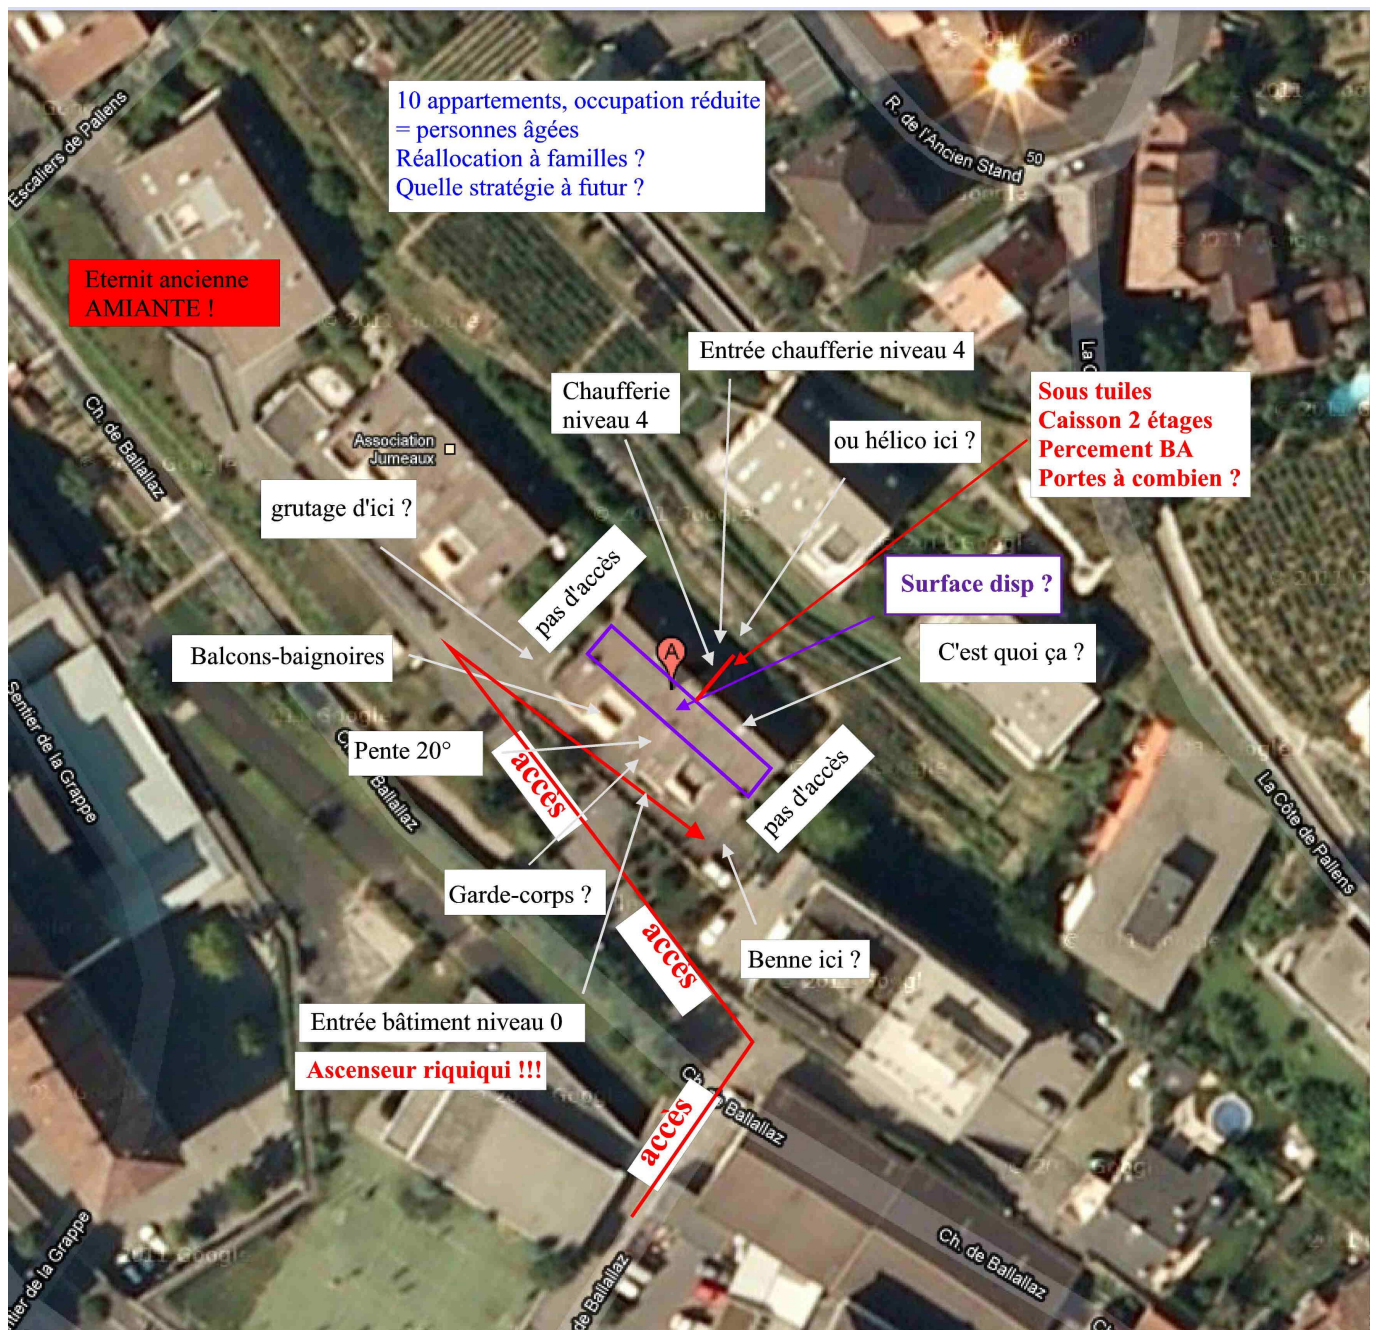 10 appartements, occupation réduite
= personnes âgées
Réallocation à familles ?
Quelle stratégie à futur ?
Escaliers de Pallens
R. de l'Ancien Stand
50
Eternit ancienne
AMIANTE !
Entrée chaufferie niveau 4
Chaufferie
niveau 4
Sous tuiles
Caisson 2 étages
Percement BA
Portes à combien ?
ou hélico ici ?
Ch. de Ballallaz
Association
Jumeaux
grutage d'ici ?
pas d'accès
Surface disp ?
Balcons-baignoires
A
C'est quoi ça ?
Sentier de la Grappe
Pente 20°
accès
Ballallaz
pas d'accès
La Côte de Pallens
Garde-corps ?
accès
Benne ici ?
Entrée bâtiment niveau 0
Ascenseur riquiqui !!!
Ballallaz
accès
Ch. de Ballallaz
de la Grappe
de Ballallaz